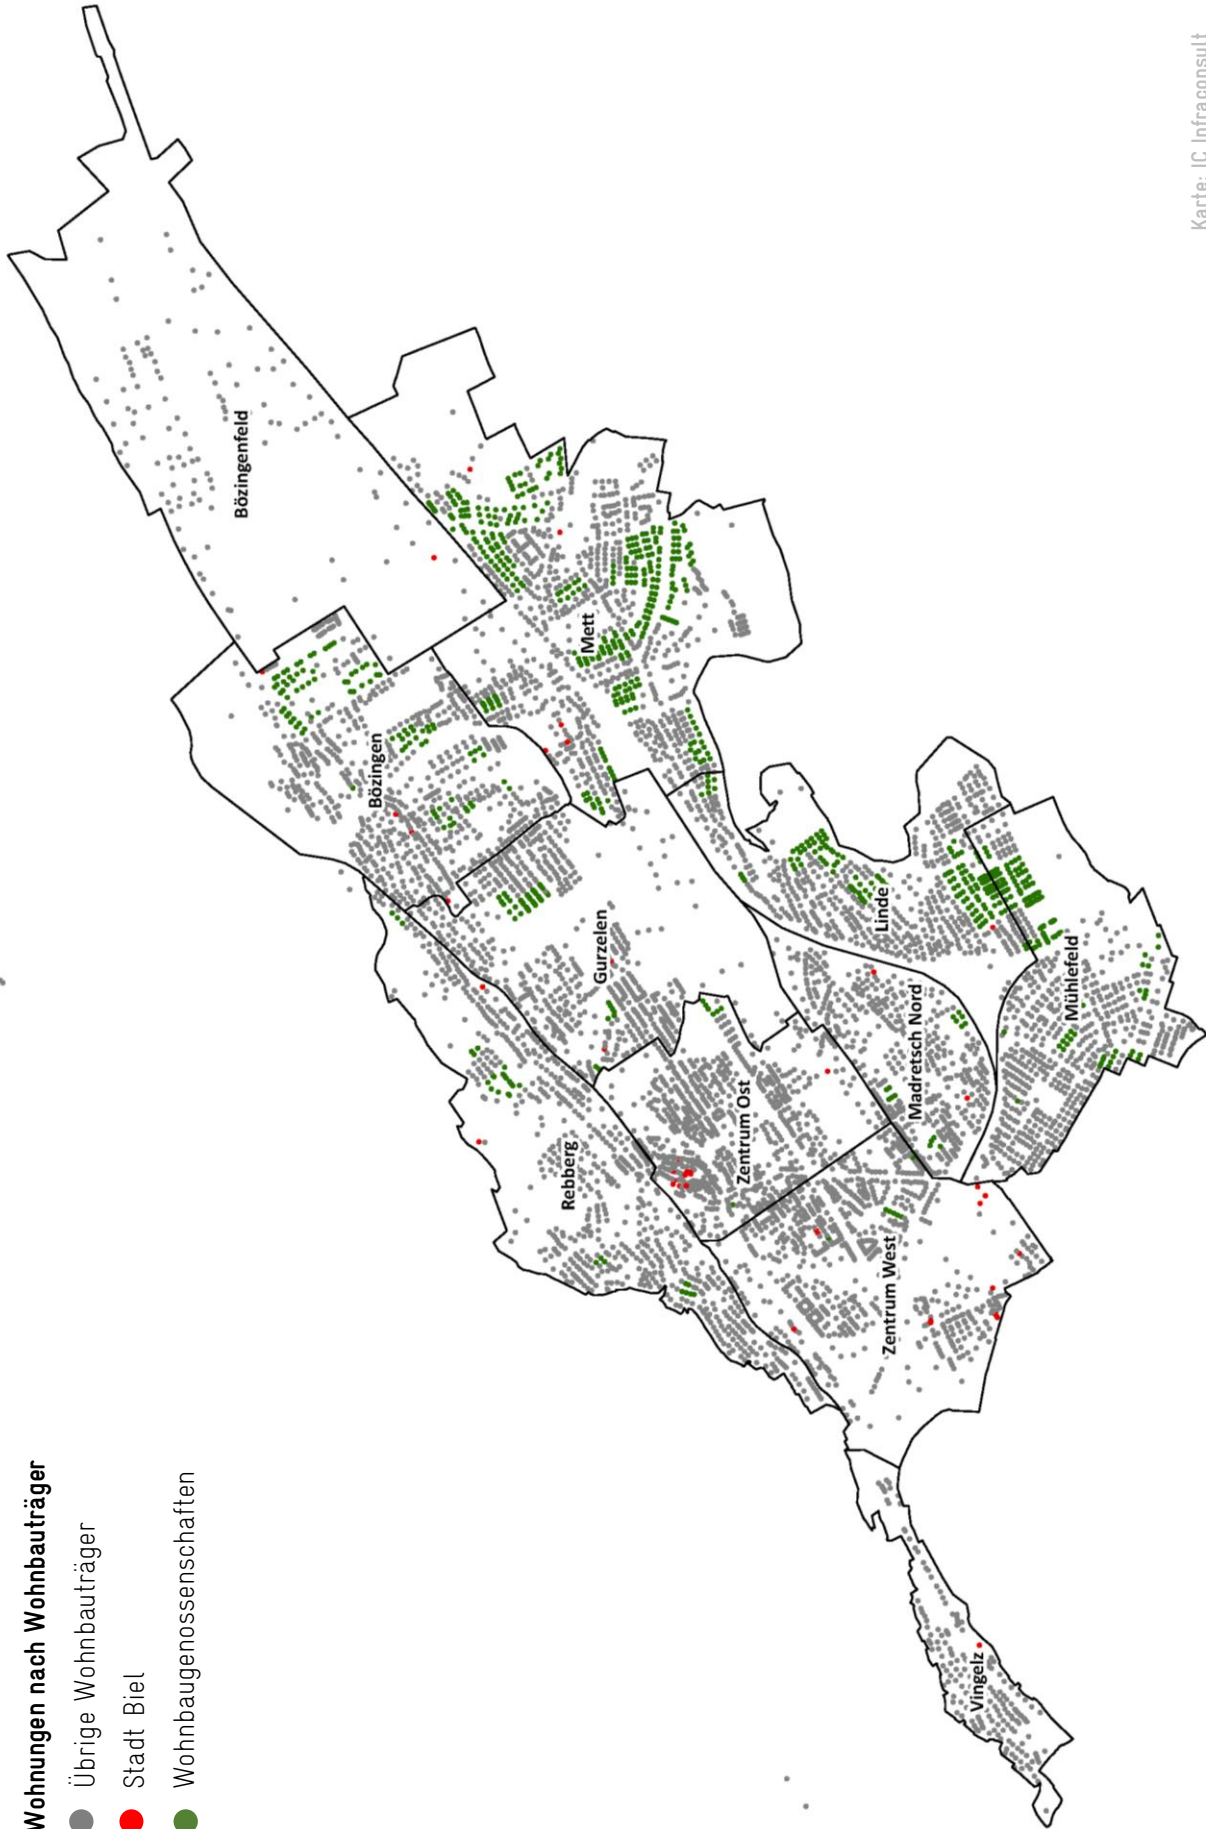 Wohnungen nach Wohnbauträger
Übrige Wohnbauträger
Stadt Biel
Wohnbaugenossenschaften
Bözingenfeld
Bözingen
Mett
Gurzelen
Linde
Rebberg
Zentrum Ost
Madretsch Nord
Mühlefeld
Zentrum West
Vingelz
Karte: IC Infraconsult